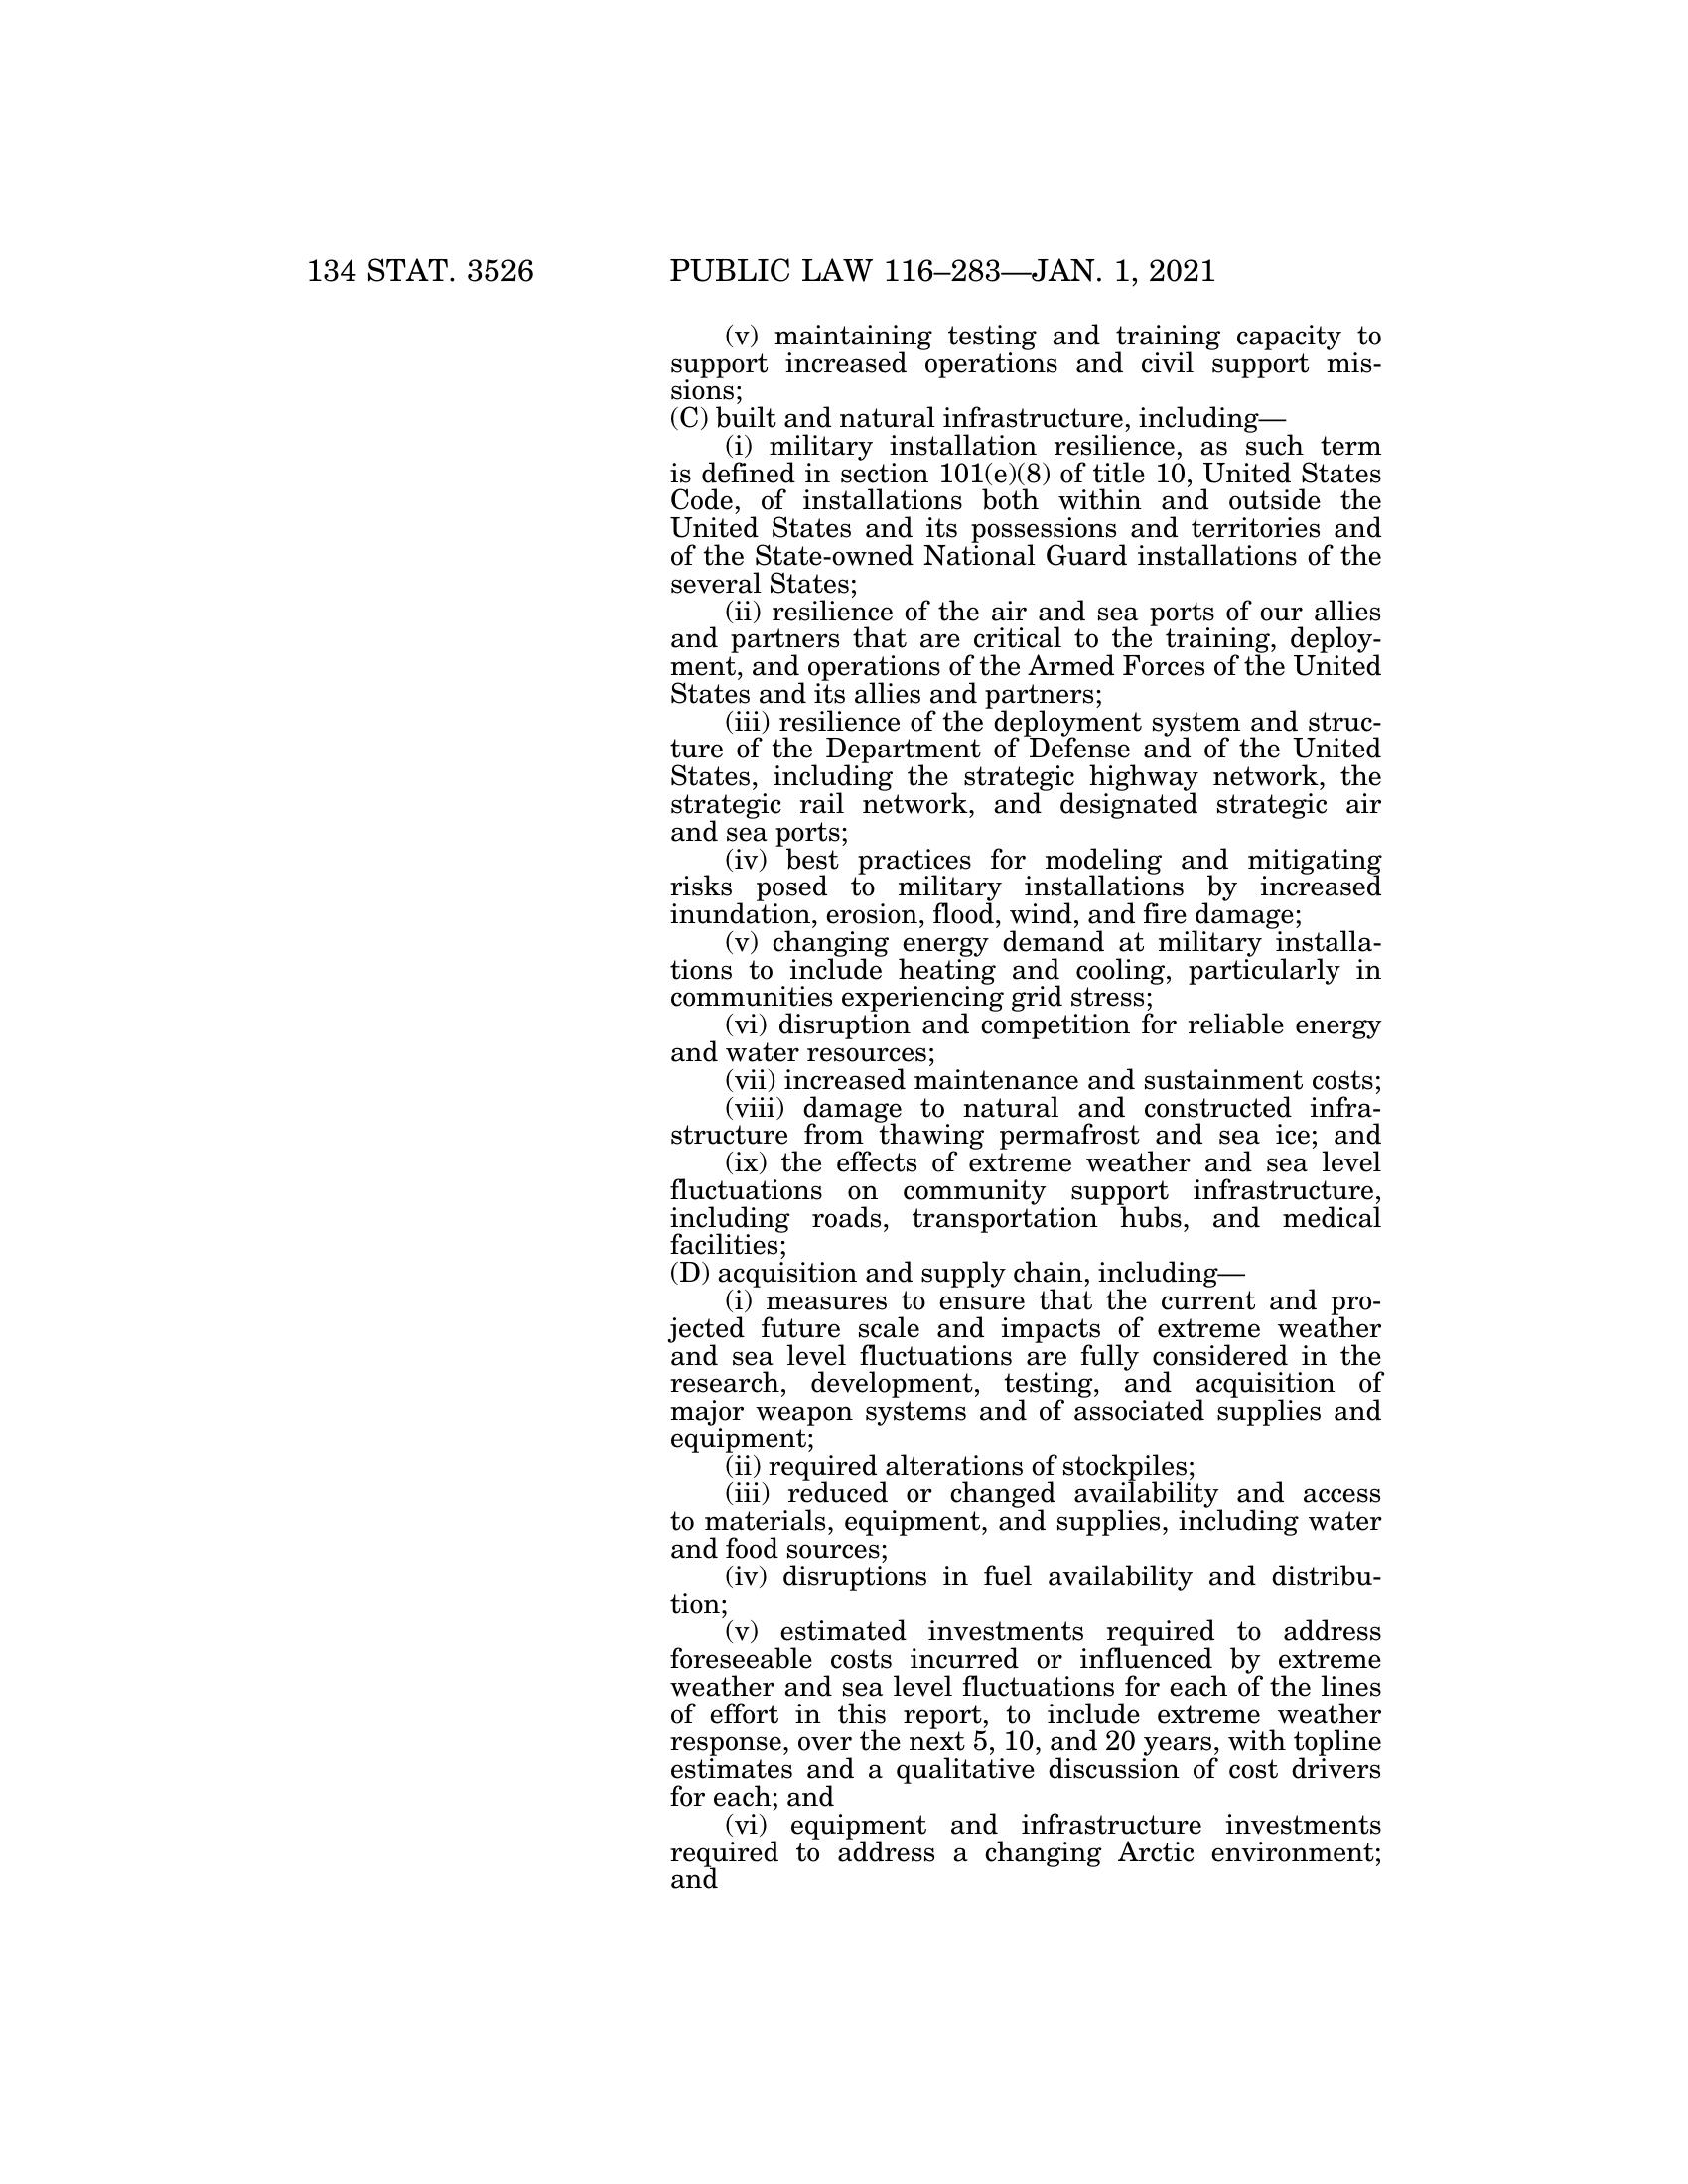 134 STAT. 3526
PUBLIC LAW 116–283—JAN. 1, 2021
(v) maintaining testing and training capacity to
support increased operations and civil support mis-
sions;
(C) built and natural infrastructure, including—
(i) military installation resilience, as such term
is defined in section 101(e)(8) of title 10, United States
Code, of installations both within and outside the
United States and its possessions and territories and
of the State-owned National Guard installations of the
several States;
(ii) resilience of the air and sea ports of our allies
and partners that are critical to the training, deploy-
ment, and operations of the Armed Forces of the United
States and its allies and partners;
(iii) resilience of the deployment system and struc-
ture of the Department of Defense and of the United
States, including the strategic highway network, the
strategic rail network, and designated strategic air
and sea ports;
(iv) best practices for modeling and mitigating
risks posed to military installations by increased
inundation, erosion, flood, wind, and fire damage;
(v) changing energy demand at military installa-
tions to include heating and cooling, particularly in
communities experiencing grid stress;
(vi) disruption and competition for reliable energy
and water resources;
(vii) increased maintenance and sustainment costs;
(viii) damage to natural and constructed infra-
structure from thawing permafrost and sea ice; and
(ix) the effects of extreme weather and sea level
fluctuations on community support infrastructure,
including roads, transportation hubs, and medical
facilities;
(D) acquisition and supply chain, including—
(i) measures to ensure that the current and pro-
jected future scale and impacts of extreme weather
and sea level fluctuations are fully considered in the
research, development, testing, and acquisition of
major weapon systems and of associated supplies and
equipment;
(ii) required alterations of stockpiles;
(iii) reduced or changed availability and access
to materials, equipment, and supplies, including water
and food sources;
(iv) disruptions in fuel availability and distribu-
tion;
(v) estimated investments required to address
foreseeable costs incurred or influenced by extreme
weather and sea level fluctuations for each of the lines
of effort in this report, to include extreme weather
response, over the next 5, 10, and 20 years, with topline
estimates and a qualitative discussion of cost drivers
for each; and
(vi) equipment and infrastructure investments
required to address a changing Arctic environment;
and